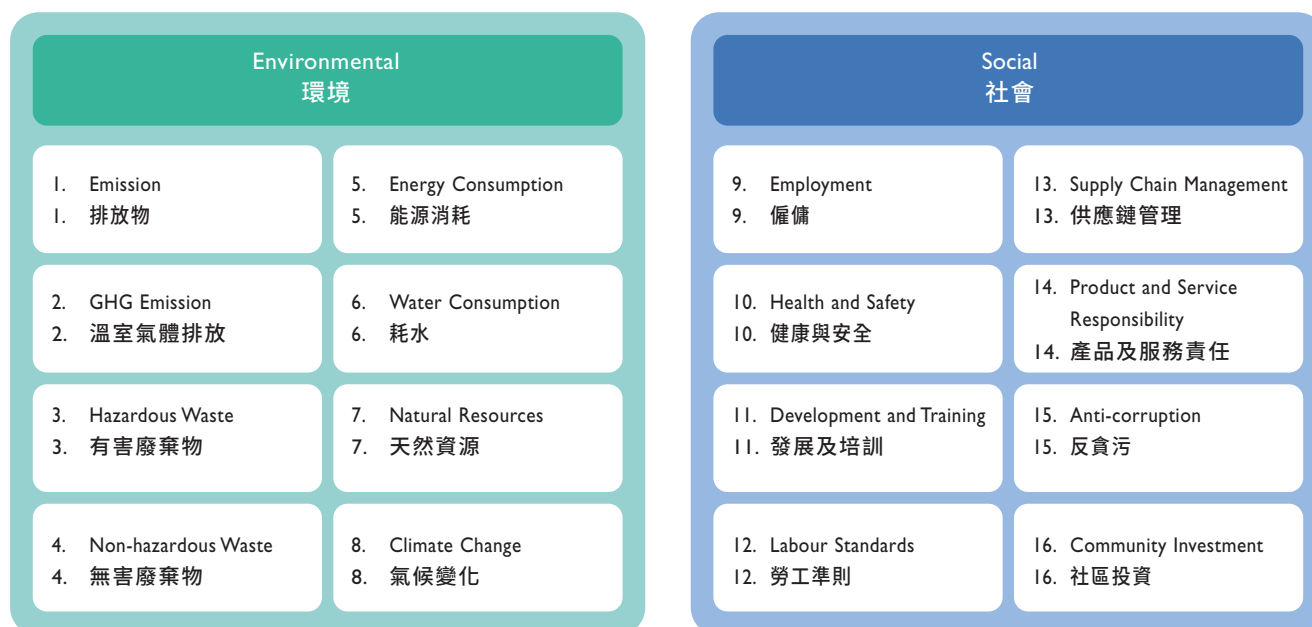 Environmental
環境
1. Emission
1. 排放物
5. Energy Consumption
5. 能源消耗
2. GHG Emission
2. 溫室氣體排放
6. Water Consumption
6. 耗水
3. Hazardous Waste
3. 有害廢棄物
7. Natural Resources
7. 天然資源
4. Non-hazardous Waste
4. 無害廢棄物
8. Climate Change
8. 氣候變化
Social
社會
9. Employment
9. 僱傭
13. Supply Chain Management
13. 供應鏈管理
10. Health and Safety
10. 健康與安全
14. Product and Service
Responsibility
14. 產品及服務責任
11. Development and Training
11. 發展及培訓
15. Anti-corruption
15. 反貪污
12. Labour Standards
12. 勞工準則
16. Community Investment
16. 社區投資